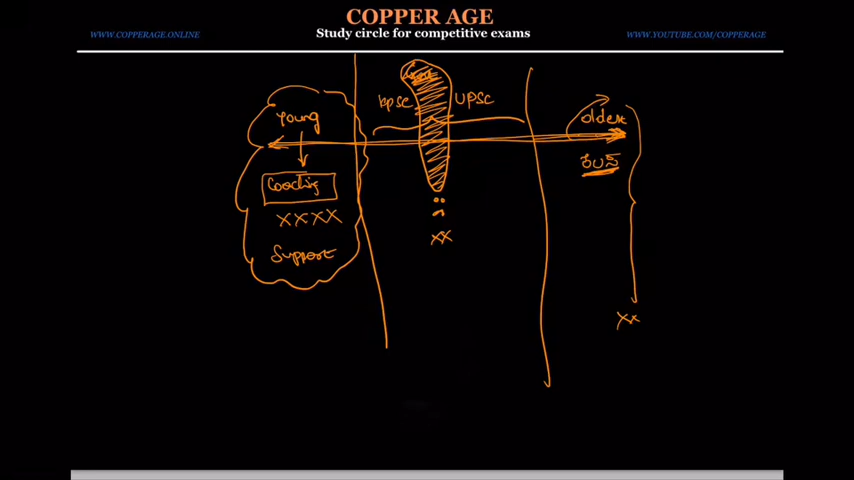 COPPER AGE
Study circle for competitive exams
WWW.COPPERAGE.ONLINE
WWW.YOUTUBE.COM/COPPERAGE
Young
Coaching
XXXX
Support
kpsc
UPSC
XX
oldest
XX